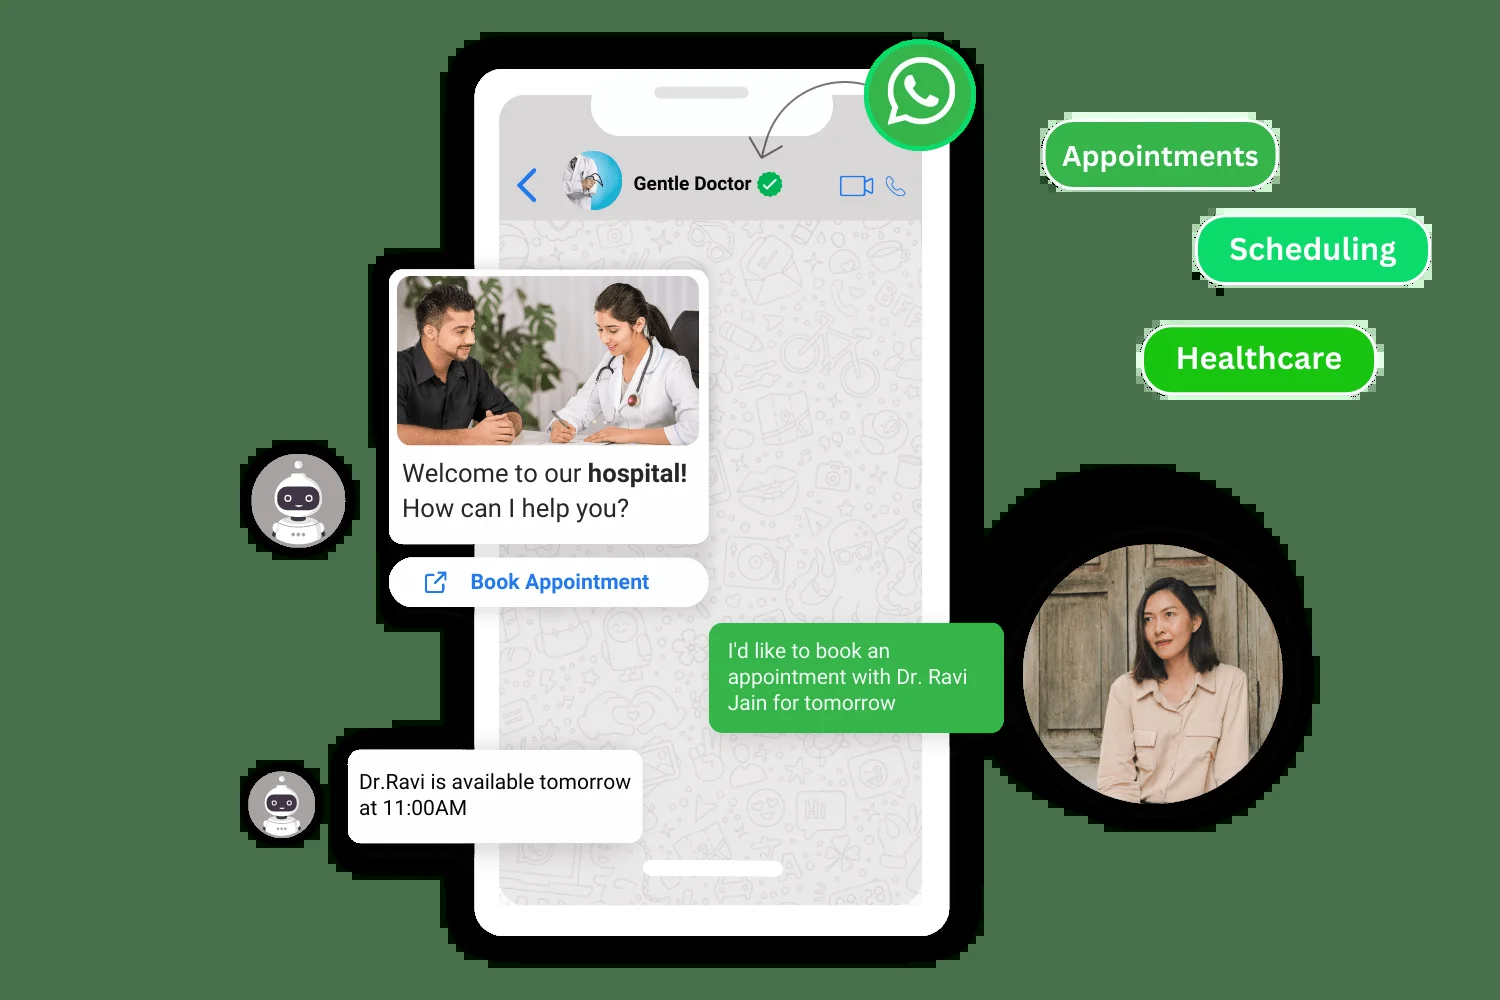 Gentle Doctor
Appointments
Scheduling
Healthcare
Welcome to our hospital!
How can I help you?
Book Appointment
I'd like to book an
appointment with Dr. Ravi
Jain for tomorrow
Dr.Ravi is available tomorrow
at 11:00AM
Hi